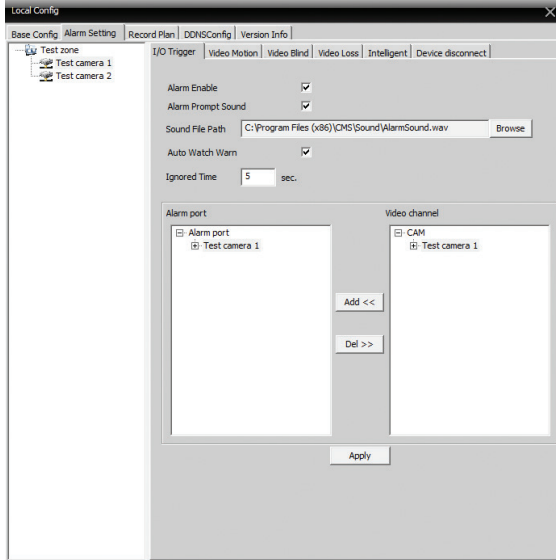 Local Config
Base Config Alarm Setting Record Plan DDNSConfig Version Info
Test zone
Test camera 1
Test camera 2
I/O Trigger Video Motion Video Blind Video Loss Intelligent Device disconnect
Alarm Enable
Alarm Prompt Sound
Sound File Path C:\Program Files (x86)\CMS\Sound\AlarmSound.wav Browse
Auto Watch Warn
Ignored Time 5 sec.
Alarm port Video channel
Alarm port CAM
Test camera 1 Test camera 1
Add <<
Del >>
Apply